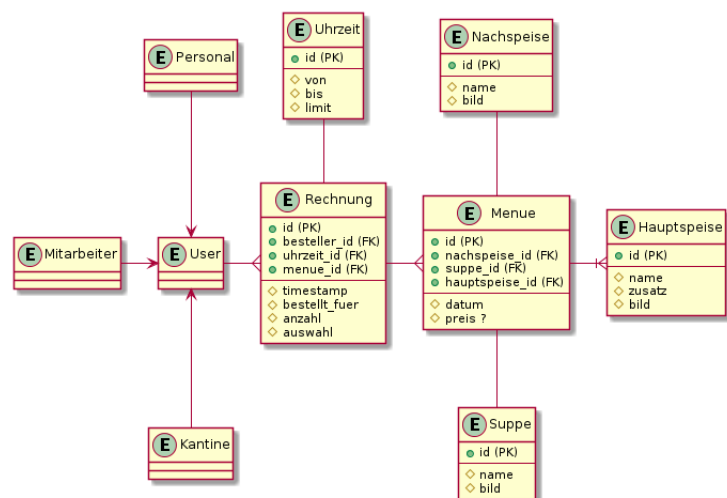 E Uhrzeit
id (PK)
von
bis
limit
E Nachspeise
id (PK)
name
bild
E Personal
E Rechnung
id (PK)
besteller_id (FK)
uhrzeit_id (FK)
menue_id (FK)
timestamp
bestellt_fuer
anzahl
auswahl
E Menue
id (PK)
nachspeise_id (FK)
suppe_id (FK)
hauptspeise_id (FK)
datum
preis ?
E Hauptspeise
id (PK)
name
zusatz
bild
E Mitarbeiter
E User
E Kantine
E Suppe
id (PK)
name
bild